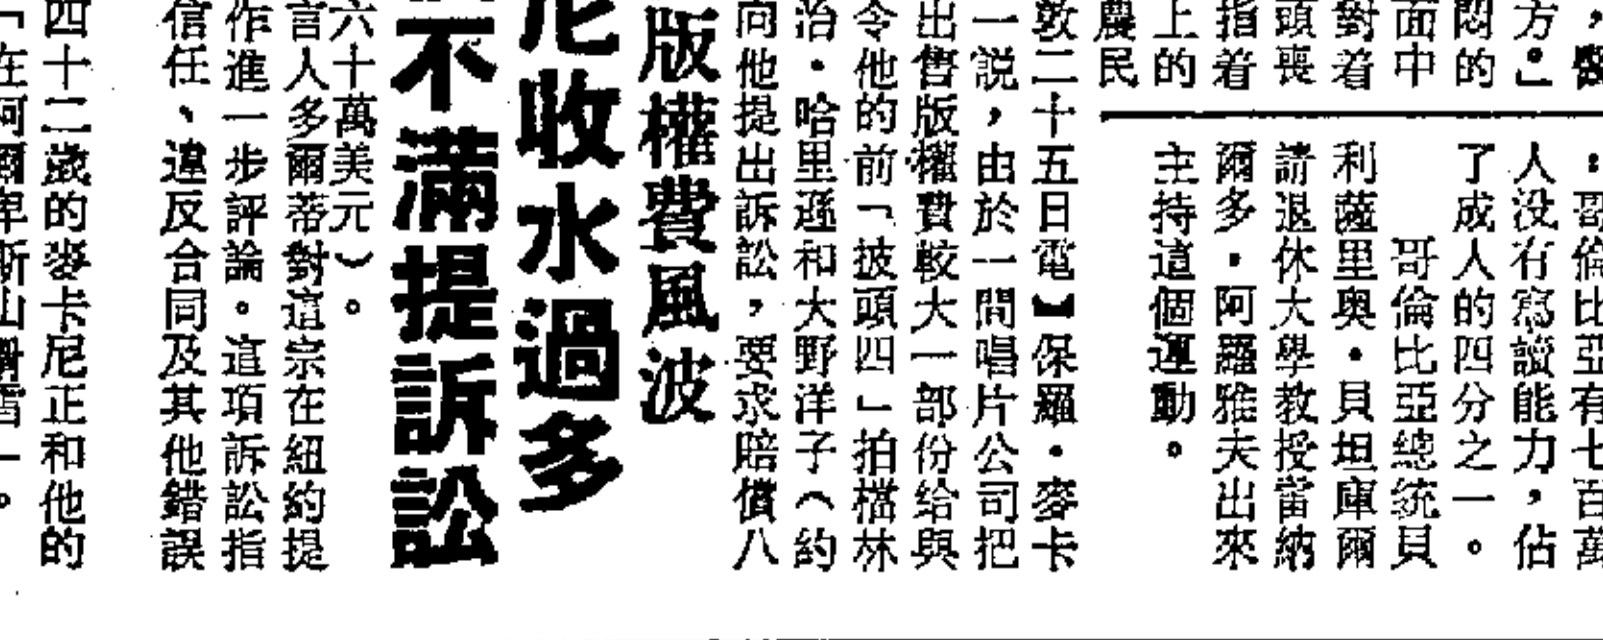 ，醫
方。」
悶的
面中
對着
頭喪
指着
上的
農民
：哥倫比亞有七百萬
人没有寫讀能力，佔
了成人的四分之一。
哥倫比亞總統貝
利薩里奧．貝坦庫爾
請退休大學教授當納
爾多．阿羅雅夫出來
主持這個運動。
版權費風波
尼收水過多
不滿提訴訟
敦二十五日電】保羅．麥卡
一説，由於一間唱片公司把
出售版權費較大一部份给與
令他的前「披頭四」拍檔林
治．哈里遜和大野洋子（約
向他提出訴訟，要求賠償八
六十萬美元）。
言人多爾蒂對這宗在紐約提
作進一步評論。這項訴訟指
信任、違反合同及其他錯誤
四十二歲的麥卡尼正和他的
「在阿爾卑斯山滑雪」。